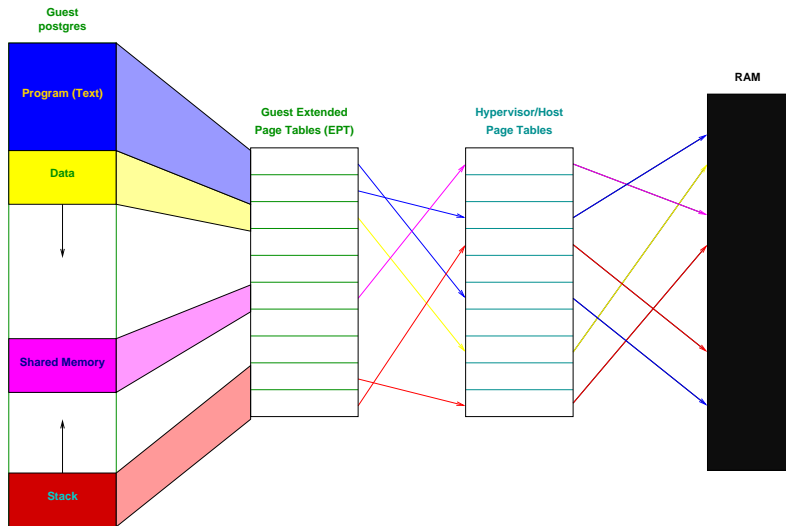 Guest
postgres
Program (Text)
Data
Shared Memory
Stack
Guest Extended
Page Tables (EPT)
Hypervisor/Host
Page Tables
RAM